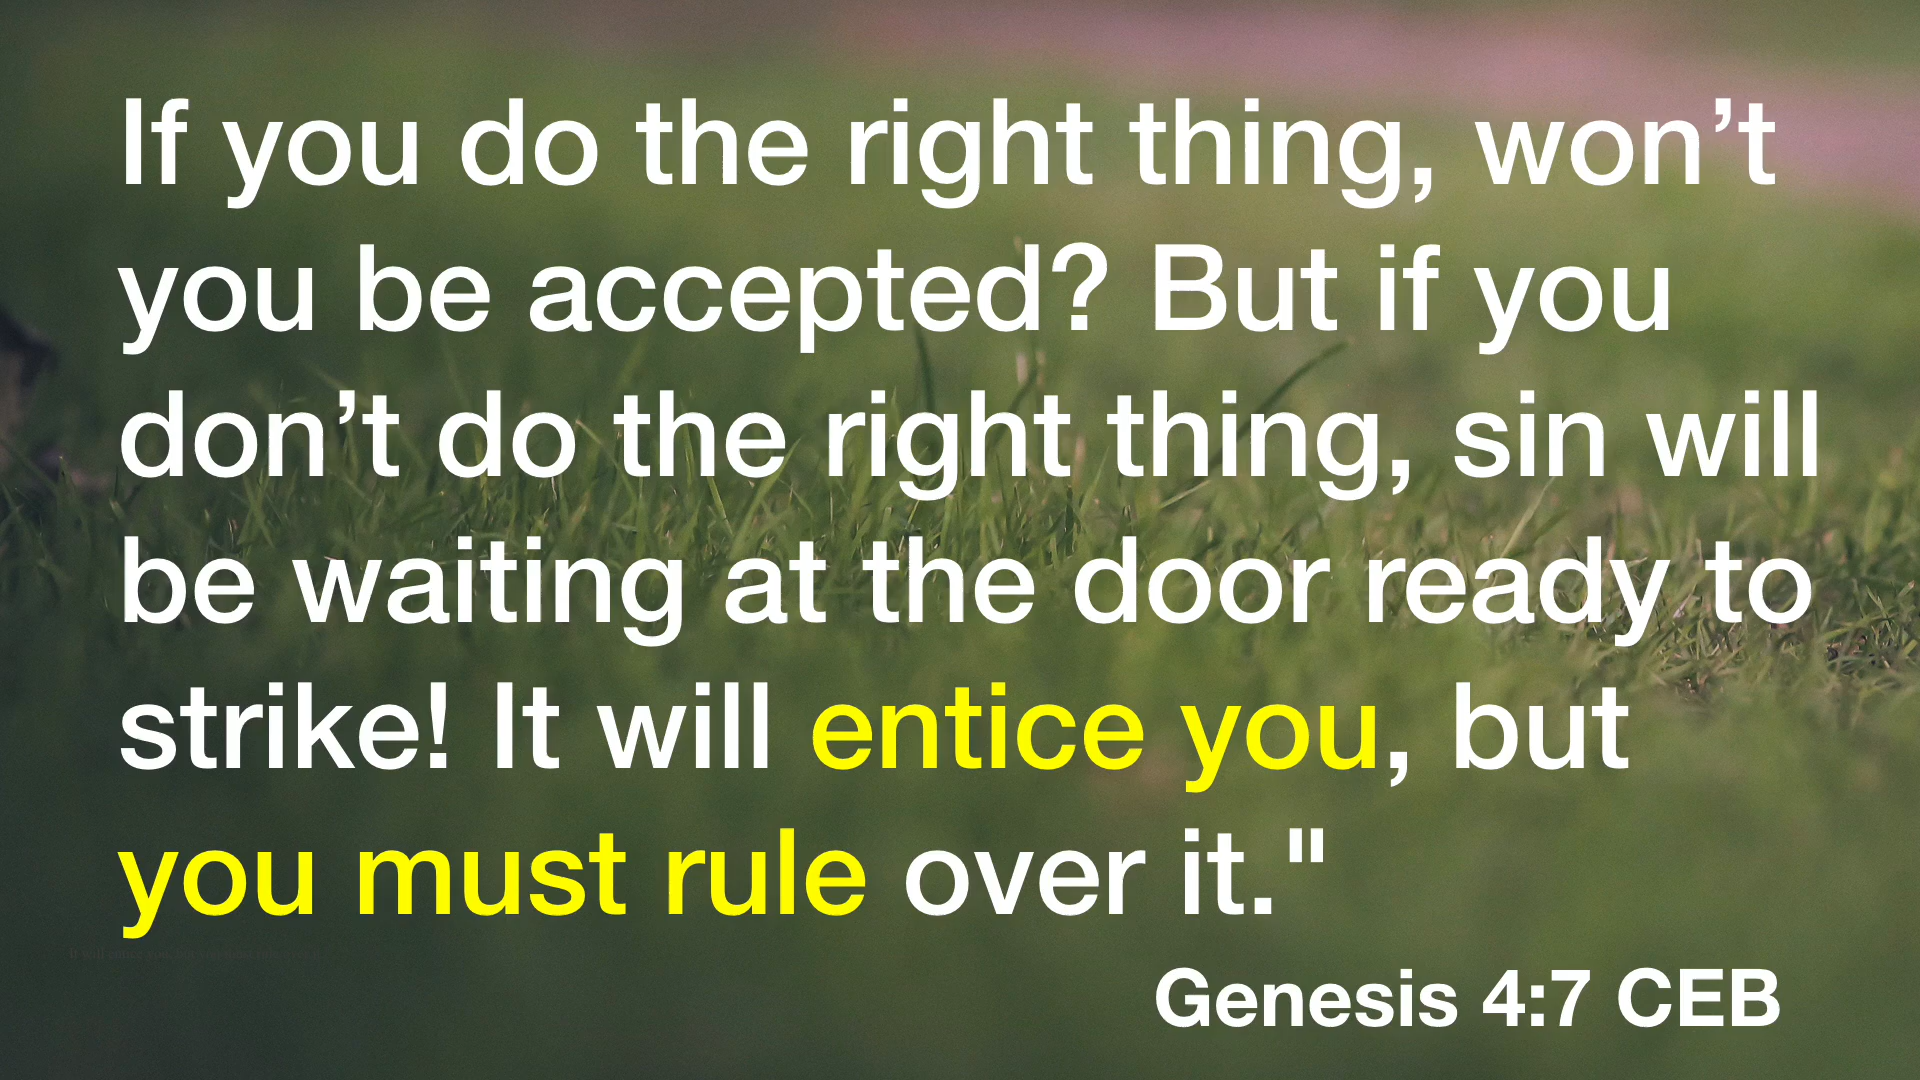 If you do the right thing, won’t
you be accepted? But if you
don’t do the right thing, sin will
be waiting at the door ready to
strike! It will entice you, but
you must rule over it."
Genesis 4:7 CEB